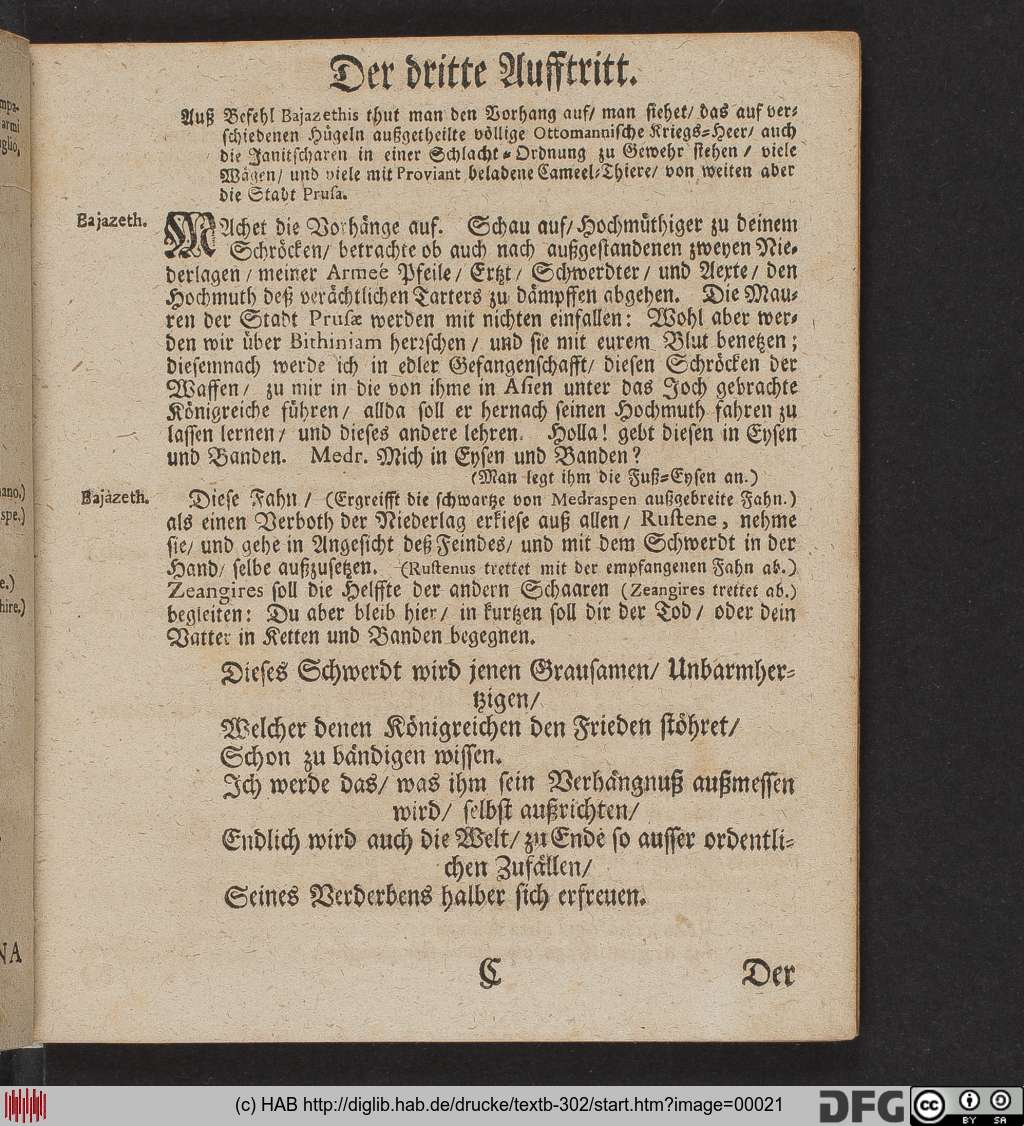 Der dritte Aufftritt.
Auß Befehl Bajazethis thut man den Vorhang auf/ man siehet/ das auf ver-
schiedenen Hügeln außgetheilte völlige Ottomannische Kriegs-Heer/ auch
die Janitscharen in einer Schlacht-Ordnung zu Gewehr stehen/ viele
Wägen/ und viele mit Proviant beladene Cameel-Thiere/ von weiten aber
die Stadt Prusa.
Bajazeth. MAchet die Vorhänge auf. Schau auf/ Hochmüthiger zu deinem
Schröcken/ betrachte ob auch nach außgestandenen zweyen Nie-
derlagen/ meiner Armeé Pfeile/ Ertzt/ Schwerdter/ und Aexte/ den
Hochmuth deß verächtlichen Tarters zu dämpffen abgehen. Die Mau-
ren der Stadt Prusæ werden mit nichten einfallen: Wohl aber wer-
den wir über Bithiniam herrschen/ und sie mit eurem Blut benetzen;
diesemnach werde ich in edler Gefangenschafft/ diesen Schröcken der
Waffen/ zu mir in die von ihme in Asien unter das Joch gebrachte
Königreiche führen/ allda soll er hernach seinen Hochmuth fahren zu
lassen lernen/ und dieses andere lehren. Holla! gebt diesen in Eysen
und Banden. Medr. Mich in Eysen und Banden?
(Man legt ihm die Fuß-Eysen an.)
Bajazeth. Diese Fahn/ (Ergreifft die schwartze von Medraspen außgebreite Fahn.)
als einen Verboth der Niederlag erkiese auß allen/ Rustene, nehme
sie/ und gehe in Angesicht deß Feindes/ und mit dem Schwerdt in der
Hand/ selbe außzusetzen. (Rustenus trettet mit der empfangenen Fahn ab.)
Zeangires soll die Helffte der andern Schaaren (Zeangires trettet ab.)
begleiten: Du aber bleib hier/ in kurtzen soll dir der Tod/ oder dein
Vatter in Ketten und Banden begegnen.
Dieses Schwerdt wird jenen Grausamen/ Unbarmher-
tzigen/
Welcher denen Königreichen den Frieden stöhret/
Schon zu bändigen wissen.
Ich werde das/ was ihm sein Verhängnuß außmessen
wird/ selbst außrichten/
Endlich wird auch die Welt/ zu Ende so ausser ordentli-
chen Zufällen/
Seines Verderbens halber sich erfreuen.
C Der
(c) HAB http://diglib.hab.de/drucke/textb-302/start.htm?image=00021
DFG
cc BY SA